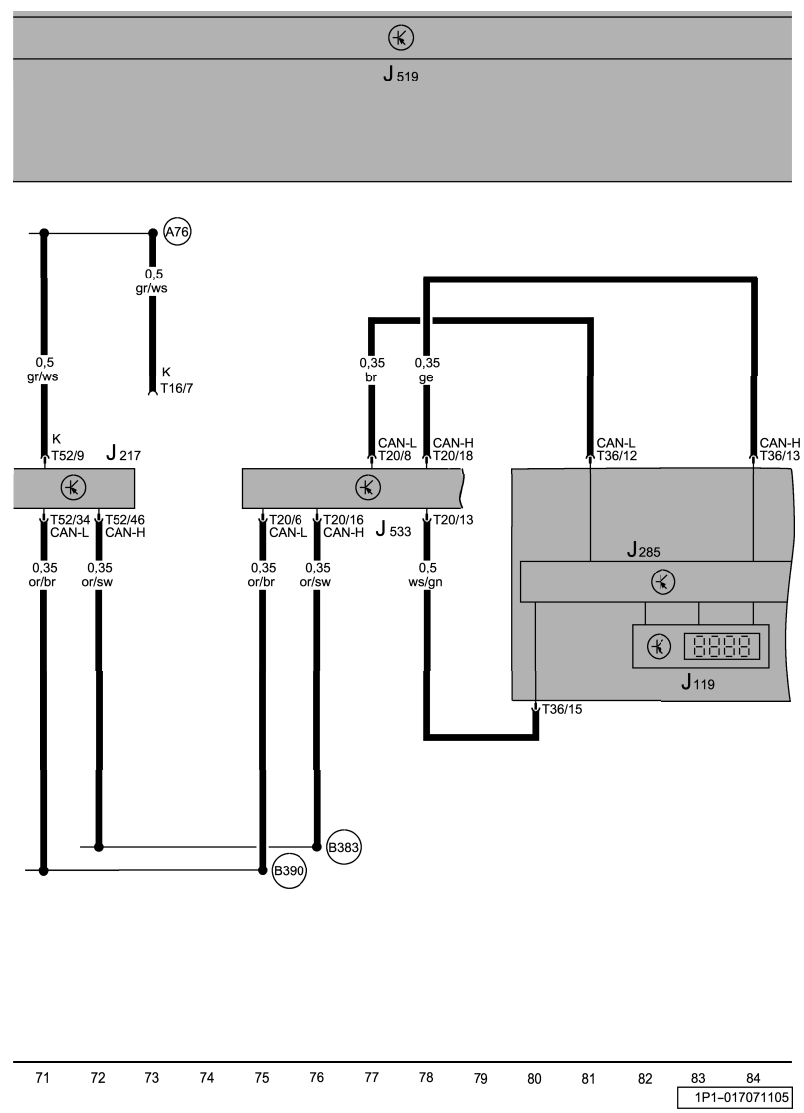 J 519
A76
0,5
gr/ws
K
T16/7
0,5
gr/ws
0,35
br
0,35
ge
K
T52/9
J 217
CAN-L
T20/8
CAN-H
T20/18
CAN-L
T36/12
CAN-H
T36/13
T52/34
CAN-L
T52/46
CAN-H
T20/6
CAN-L
T20/16
CAN-H
J 533
T20/13
J 285
0,35
or/br
0,35
or/sw
0,35
or/br
0,35
or/sw
0,5
ws/gn
8888
J 119
T36/15
B383
B390
71 72 73 74 75 76 77 78 79 80 81 82 83 84
1P1-017071105